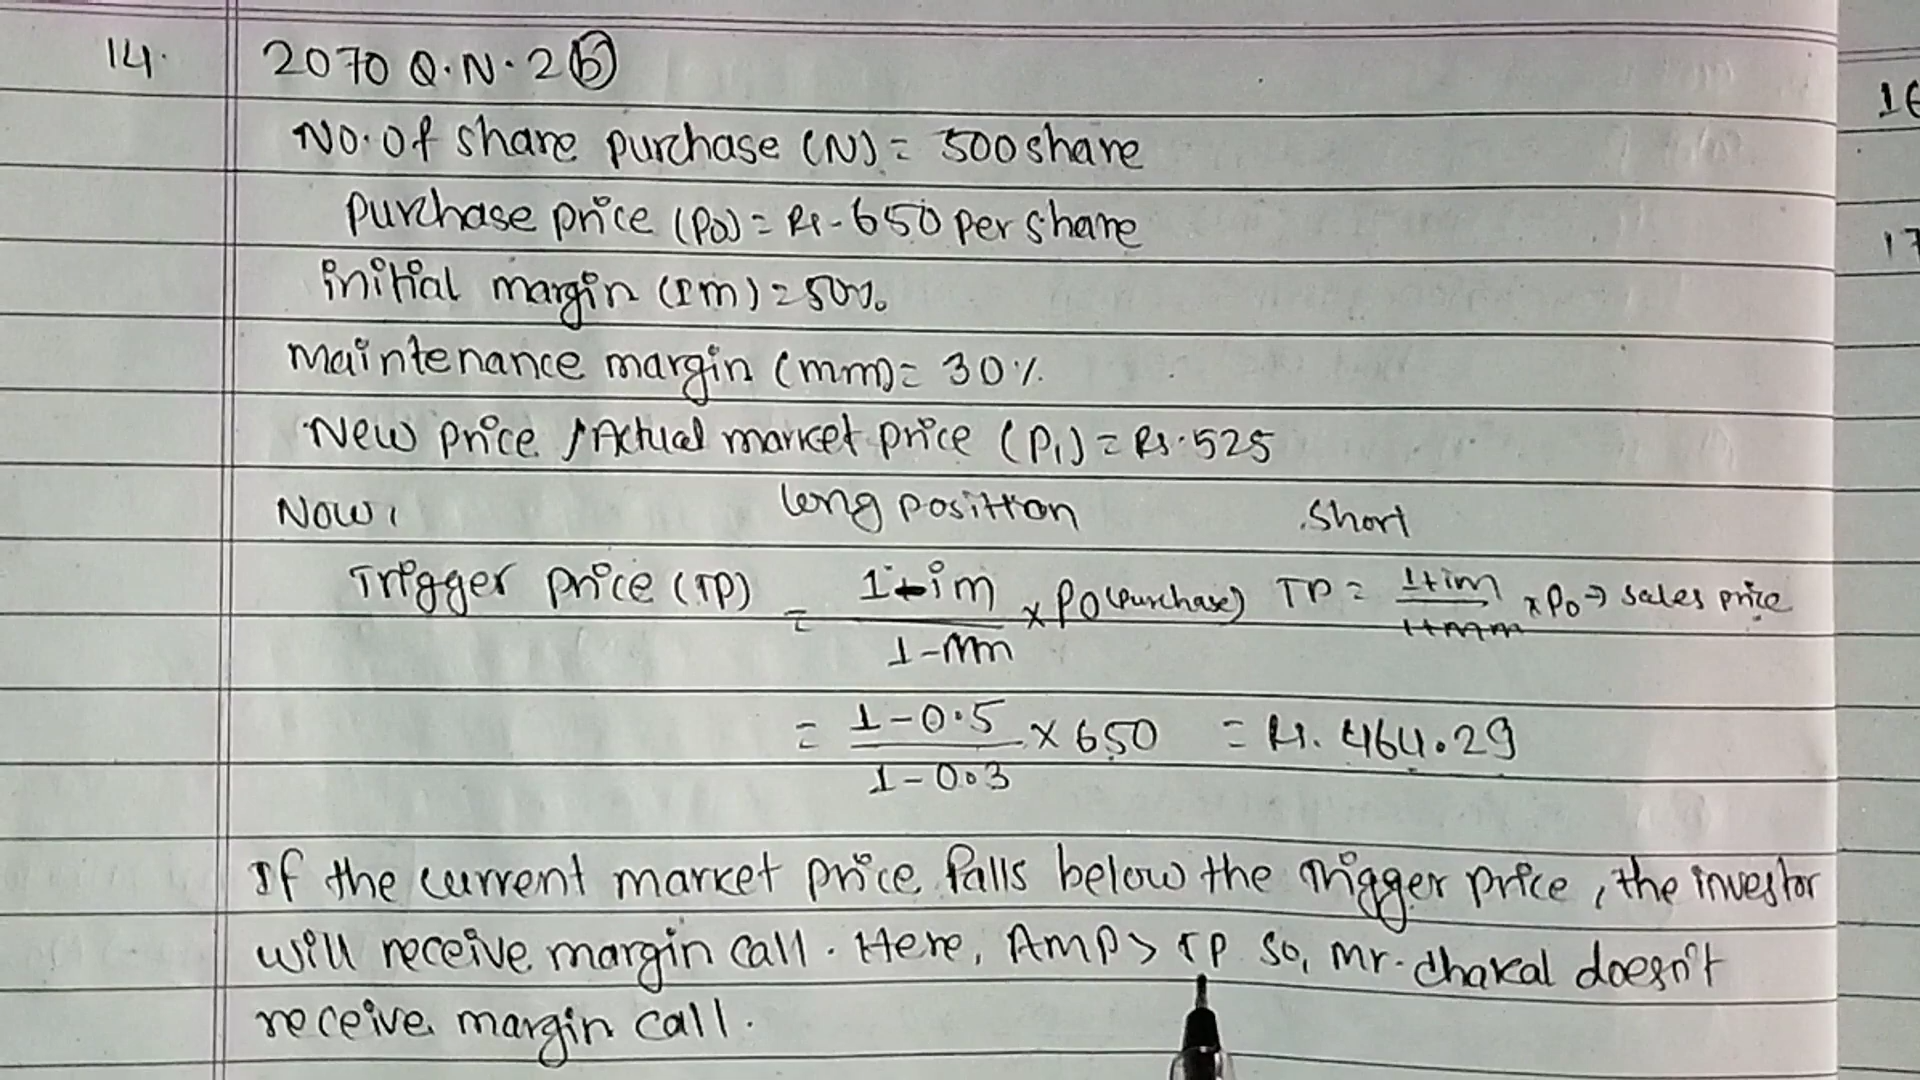 14. 2070 Q.N.2 b
No. of share purchase (N) = 500 share
purchase price (P0) = Rs. 650 per share
initial margin (Im) = 50%
Maintenance margin (mm) = 30%
New price / Actual market price (P1) = Rs. 525
Now, long position short
Trigger price (TP) = 1-im / 1-mm × P0 (purchase) TP = 1+im / 1+mm × P0 → sales price
= 1-0.5 / 1-0.3 × 650 = Rs. 464.29
If the current market price falls below the trigger price, the investor
will receive margin call. Here, AMP > TP so, Mr. dhakal doesn't
receive margin call.
16
17